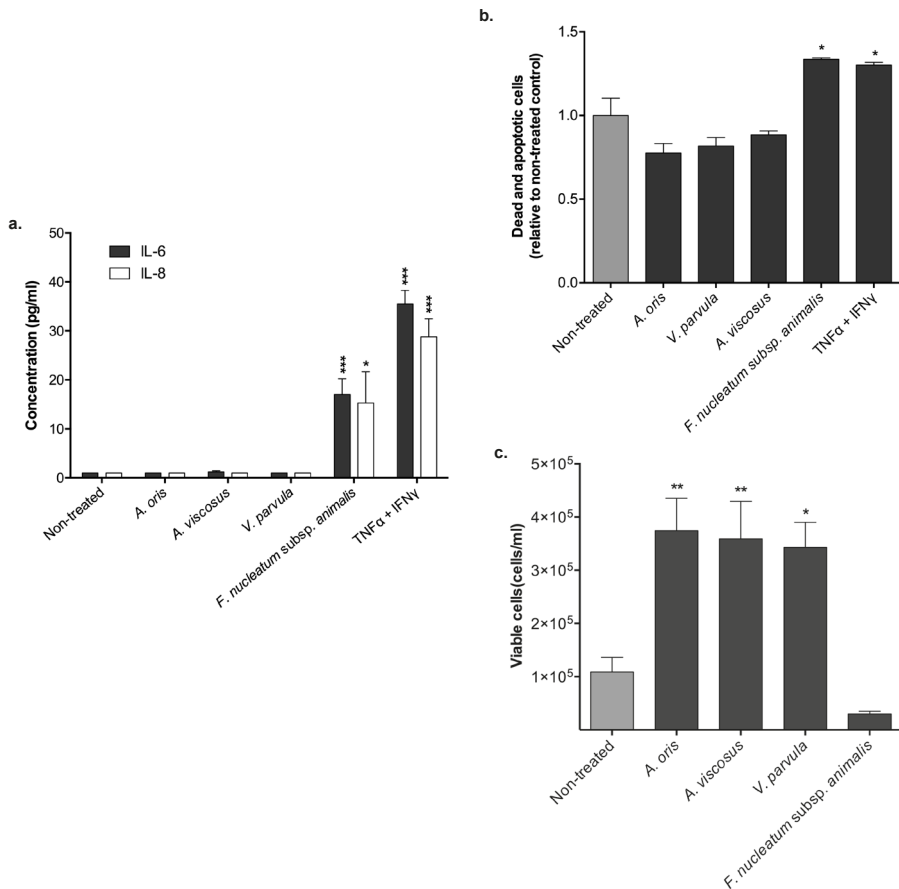 a.
Concentration (pg/ml)
50
40
30
20
10
0
IL-6
IL-8
***
*
***
***
Non-treated
A. oris
A. viscosus
V. parvula
F. nucleatum subsp. animalis
TNFα + IFNγ
b.
Dead and apoptotic cells
(relative to non-treated control)
1.5
1.0
0.5
0.0
*
*
Non-treated
A. oris
V. parvula
A. viscosus
F. nucleatum subsp. animalis
TNFα + IFNγ
c.
Viable cells(cells/ml)
5×10⁵
4×10⁵
3×10⁵
2×10⁵
1×10⁵
**
**
*
Non-treated
A. oris
A. viscosus
V. parvula
F. nucleatum subsp. animalis